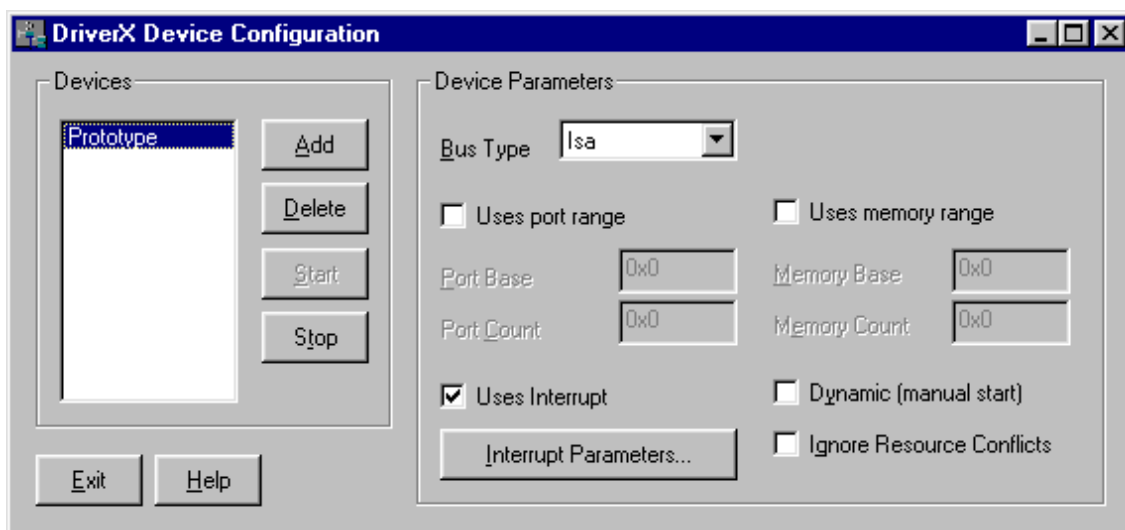 DriverX Device Configuration
Devices
Prototype
Add
Delete
Start
Stop
Exit
Help
Device Parameters
Bus Type
Isa
Uses port range
Uses memory range
Port Base
0x0
Memory Base
0x0
Port Count
0x0
Memory Count
0x0
Uses Interrupt
Dynamic (manual start)
Interrupt Parameters...
Ignore Resource Conflicts